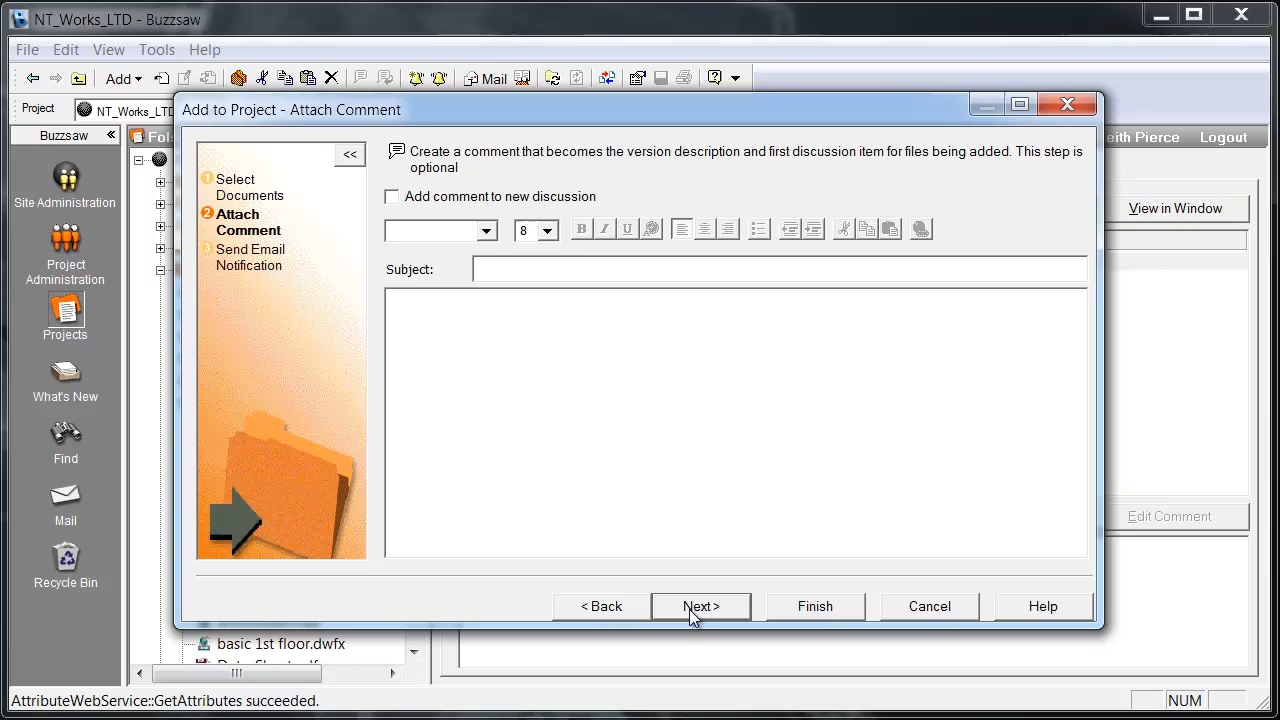 NT_Works_LTD - Buzzsaw
File Edit View Tools Help
Add Mail
Project NT_Works_LTD
Buzzsaw «
Site Administration
Project
Administration
Projects
What's New
Find
Mail
Recycle Bin
Keith Pierce Logout
View in Window
Edit Comment
Add to Project - Attach Comment
<<
1 Select
Documents
2 Attach
Comment
3 Send Email
Notification
Create a comment that becomes the version description and first discussion item for files being added. This step is
optional
Add comment to new discussion
8 B I U
Subject:
< Back Next > Finish Cancel Help
basic 1st floor.dwfx
AttributeWebService::GetAttributes succeeded.
NUM